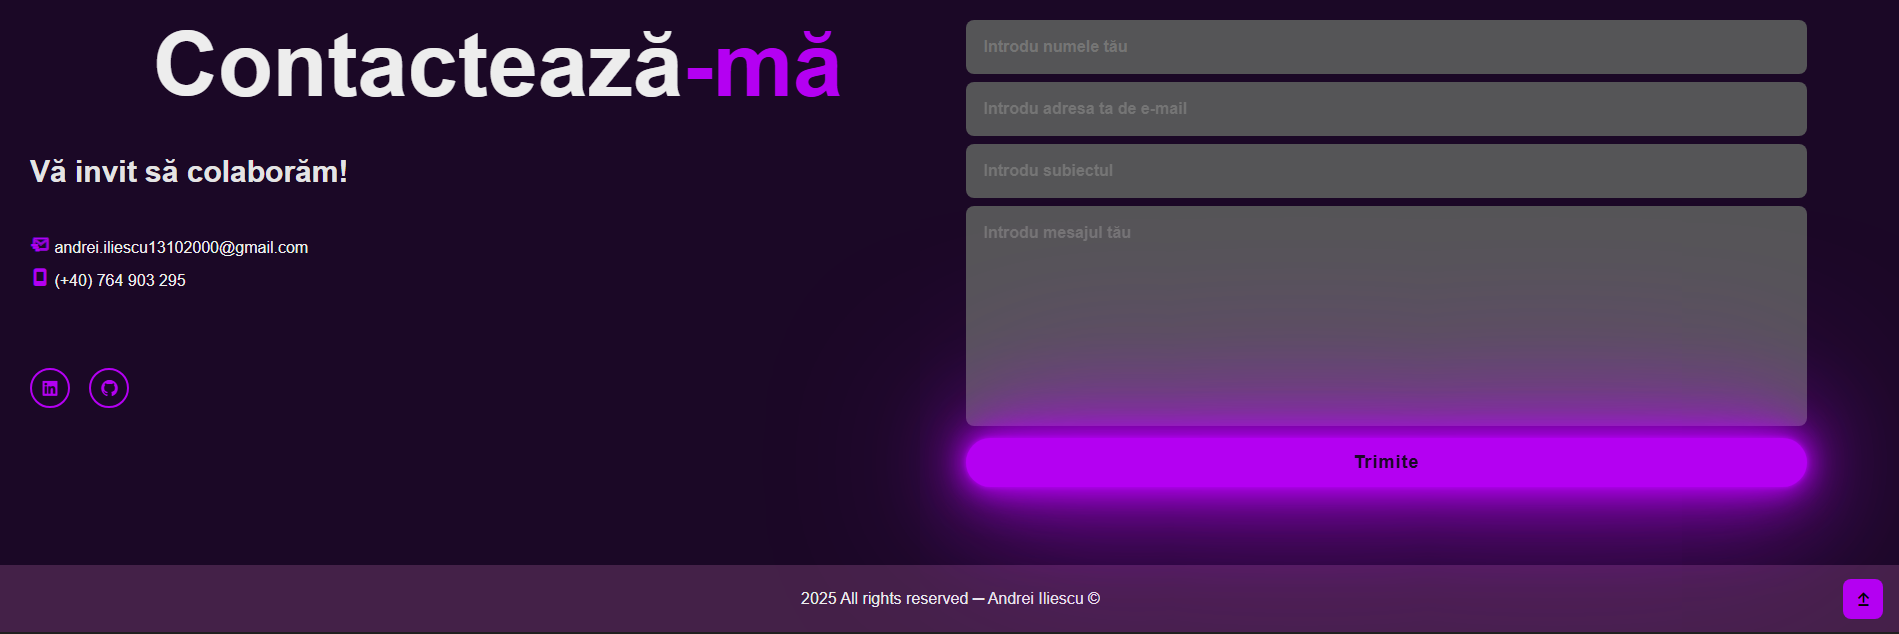 Contactează-mă
Vă invit să colaborăm!
andrei.iliescu13102000@gmail.com
(+40) 764 903 295
Introdu numele tău
Introdu adresa ta de e-mail
Introdu subiectul
Introdu mesajul tău
Trimite
2025 All rights reserved — Andrei Iliescu ©